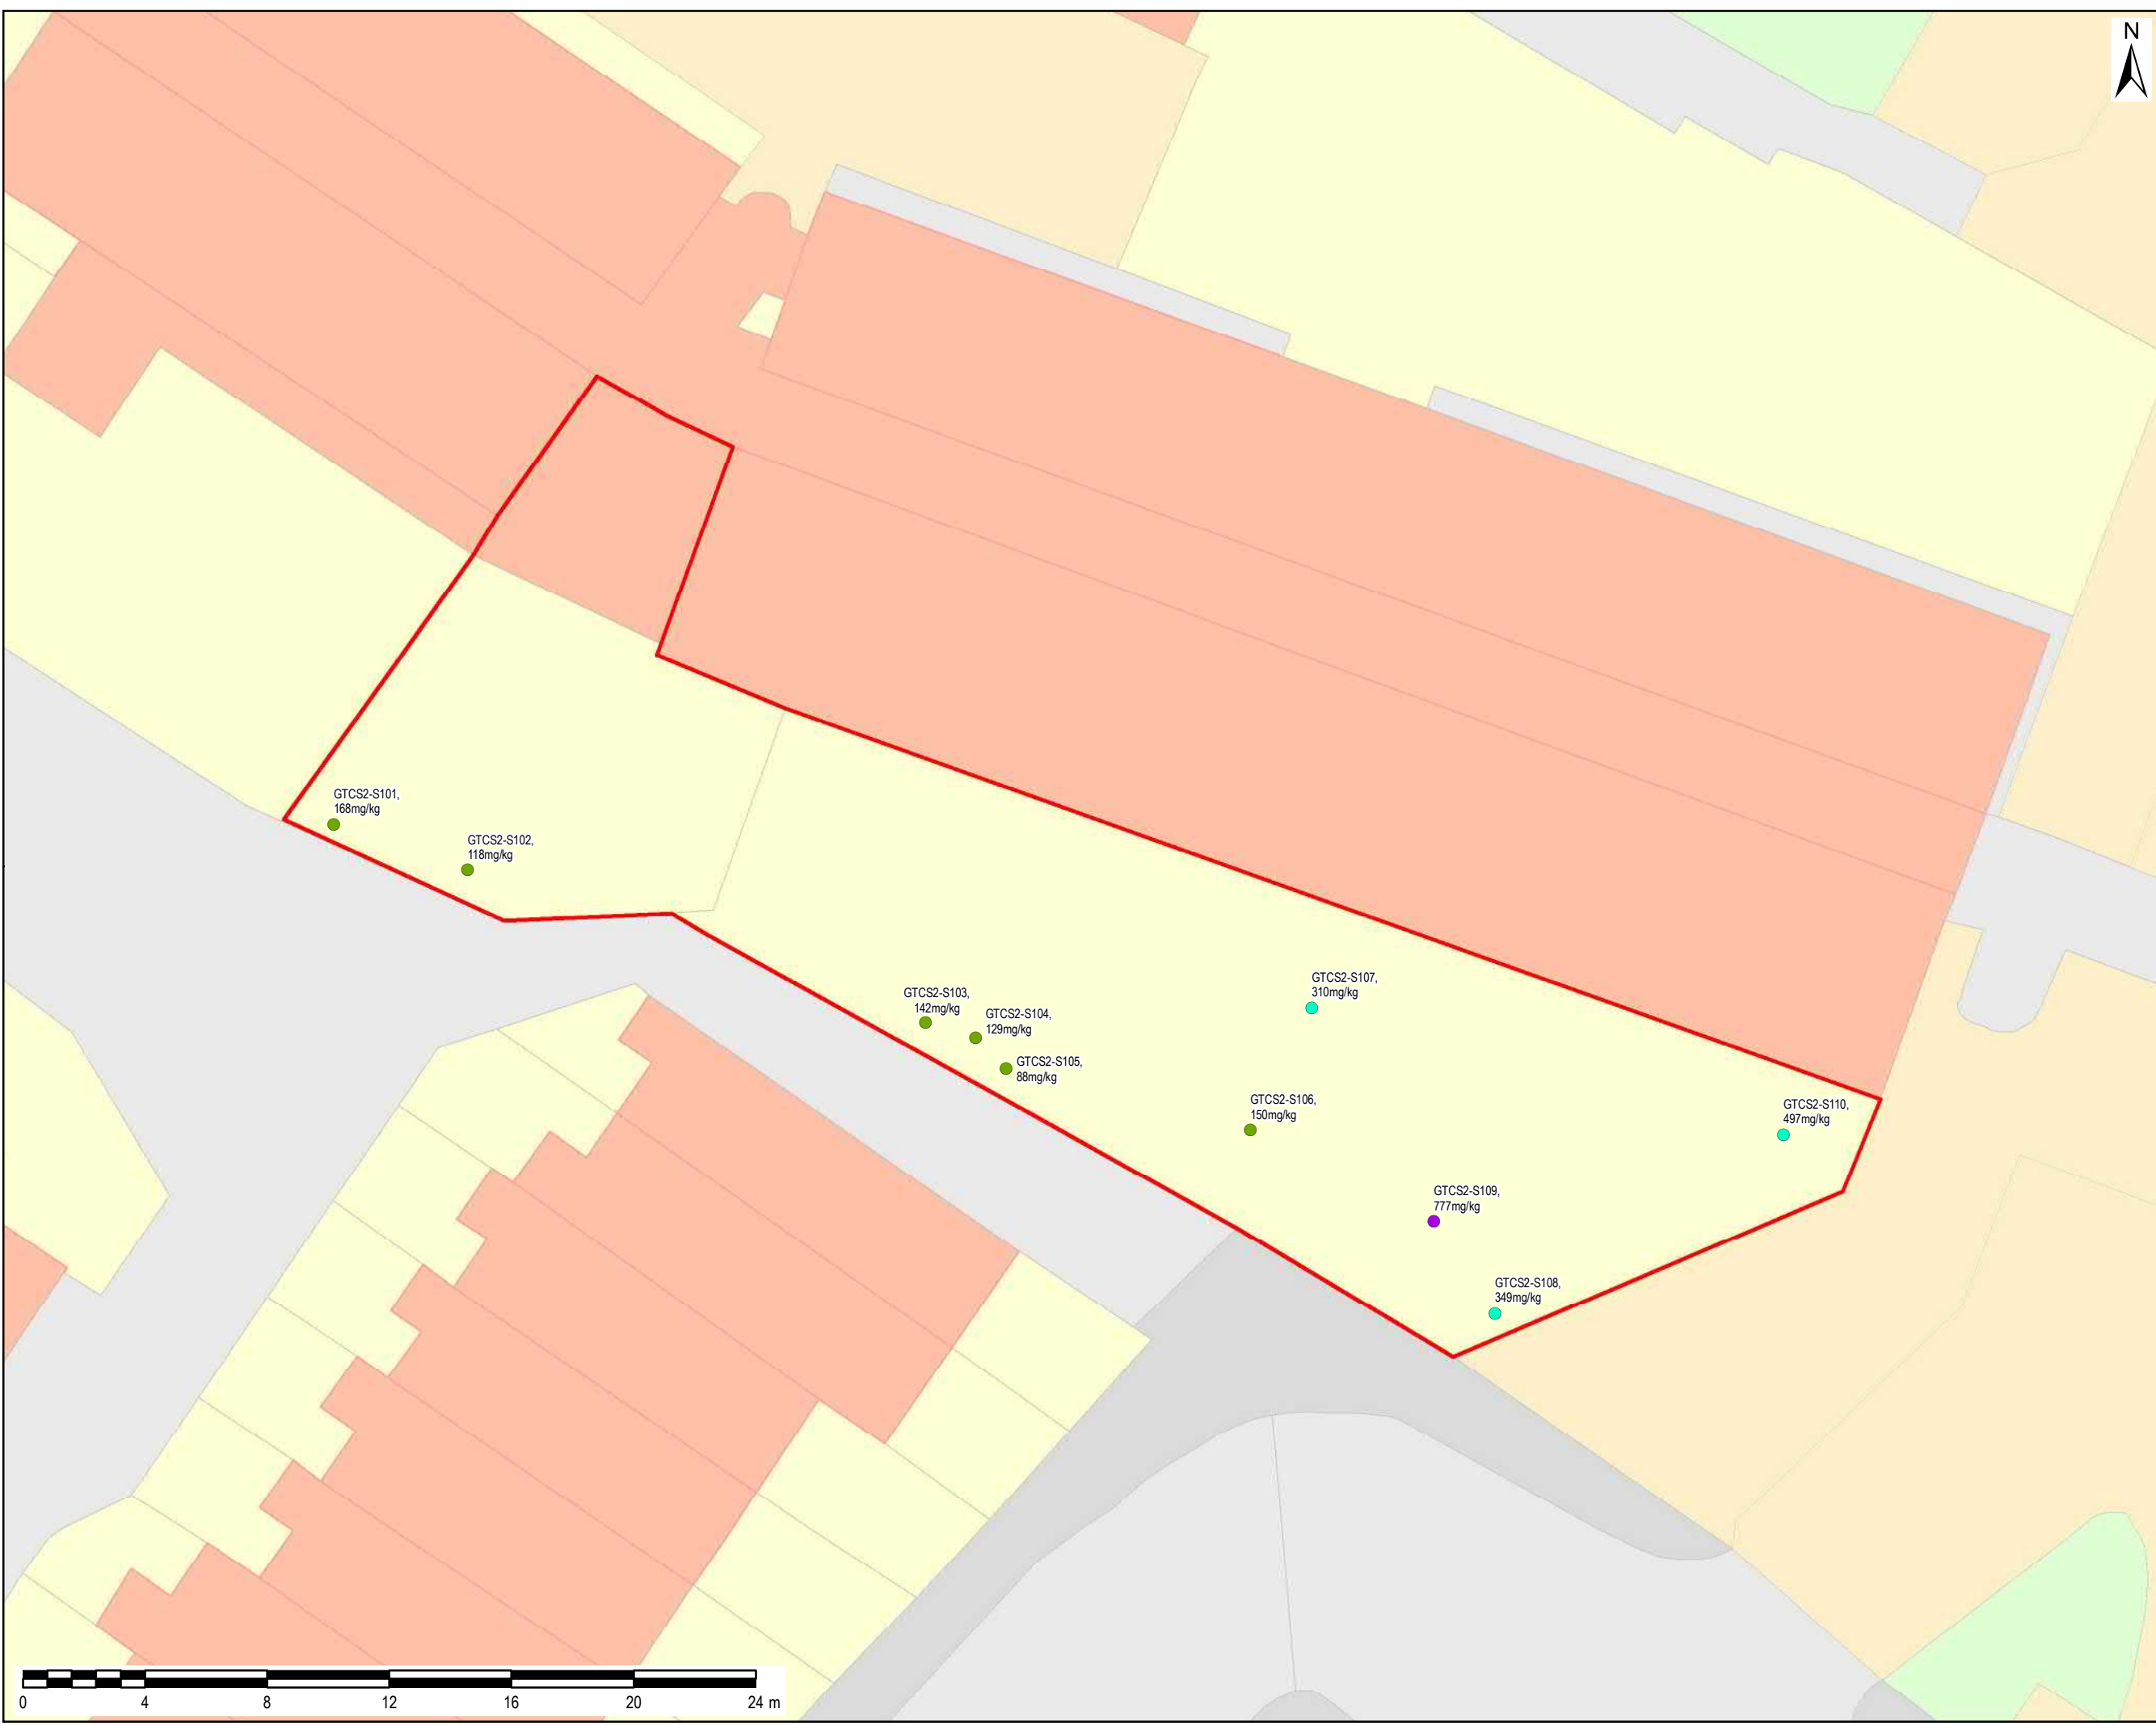 N
GTCS2-S101,
168mg/kg
GTCS2-S102,
118mg/kg
GTCS2-S103,
142mg/kg
GTCS2-S104,
129mg/kg
GTCS2-S105,
88mg/kg
GTCS2-S107,
310mg/kg
GTCS2-S106,
150mg/kg
GTCS2-S110,
497mg/kg
GTCS2-S109,
777mg/kg
GTCS2-S108,
349mg/kg
0 4 8 12 16 20 24 m